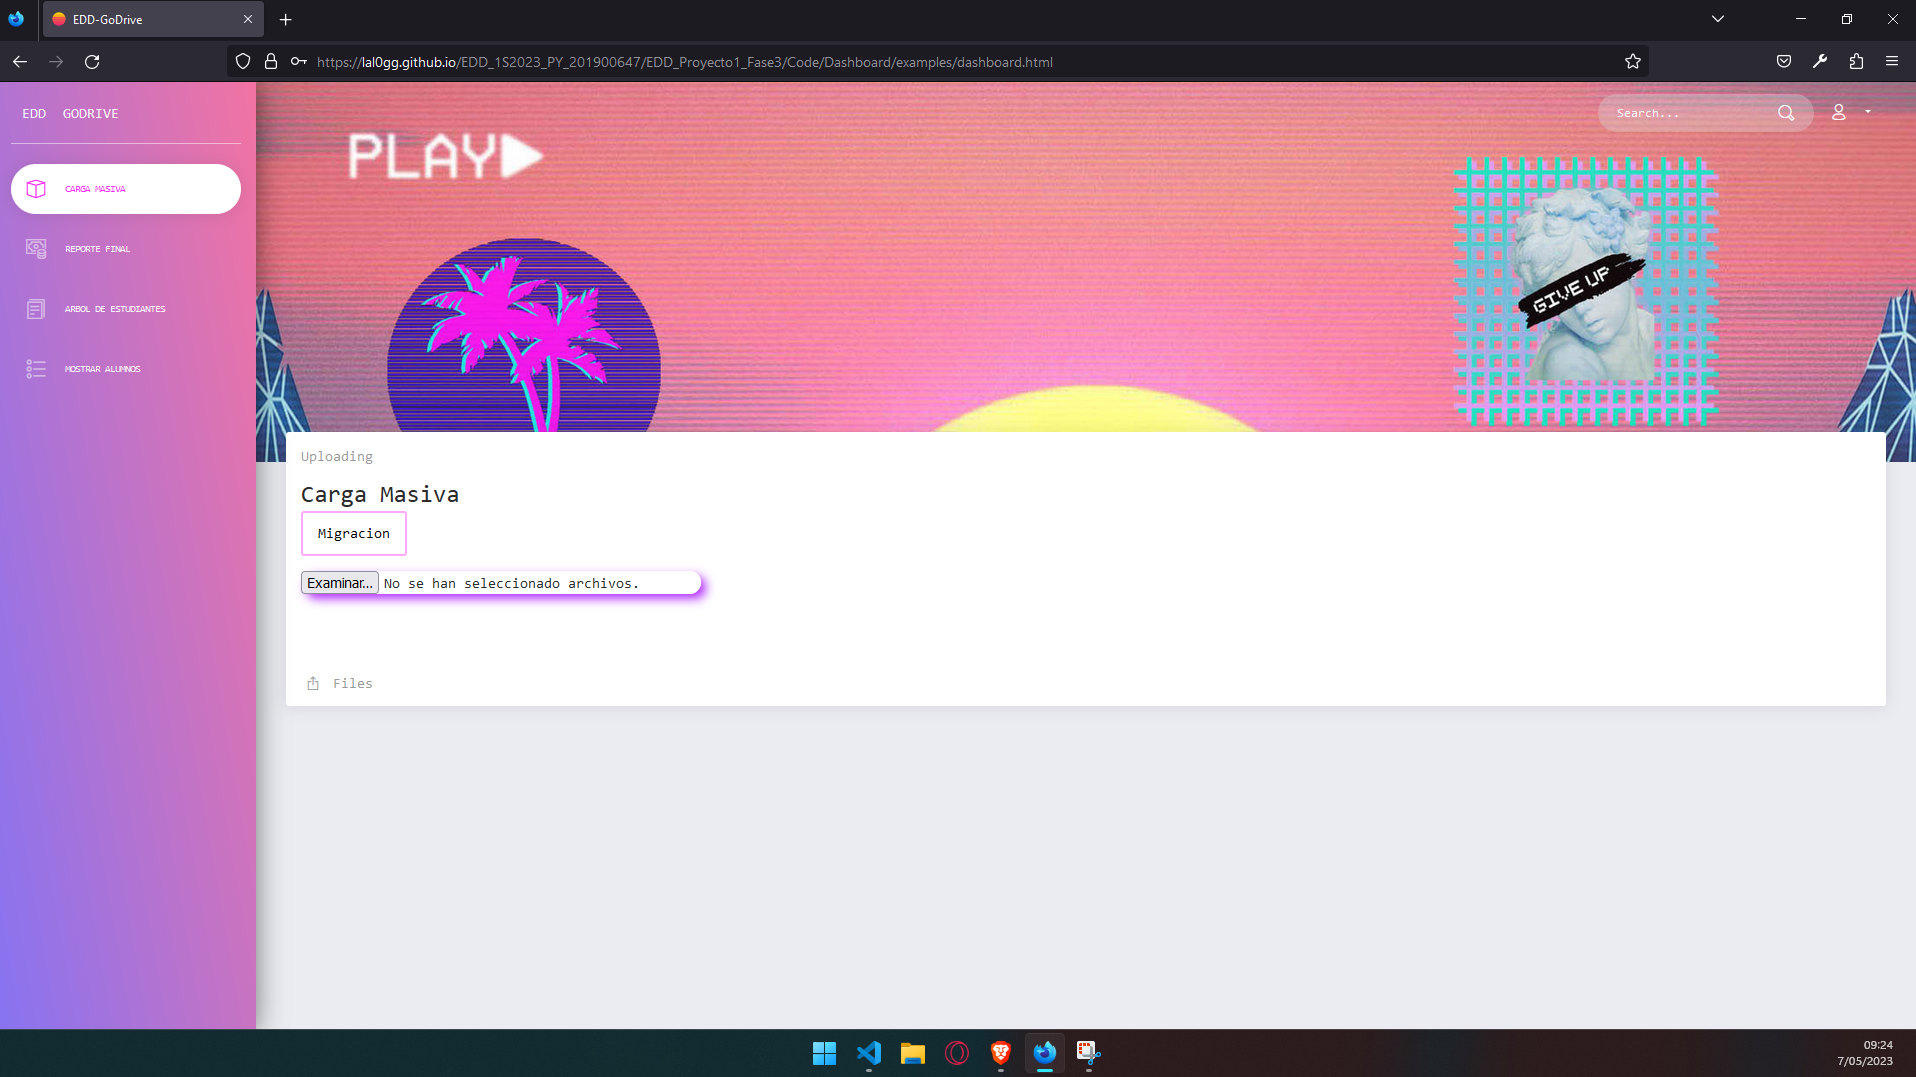 EDD-GoDrive
https://lal0gg.github.io/EDD_1S2023_PY_201900647/EDD_Proyecto1_Fase3/Code/Dashboard/examples/dashboard.html
EDD GODRIVE
Search...
PLAY
CARGA MASIVA
REPORTE FINAL
ARBOL DE ESTUDIANTES
MOSTRAR ALUMNOS
GIVE UP
Uploading
Carga Masiva
Migracion
Examinar... No se han seleccionado archivos.
Files
09:24
7/05/2023